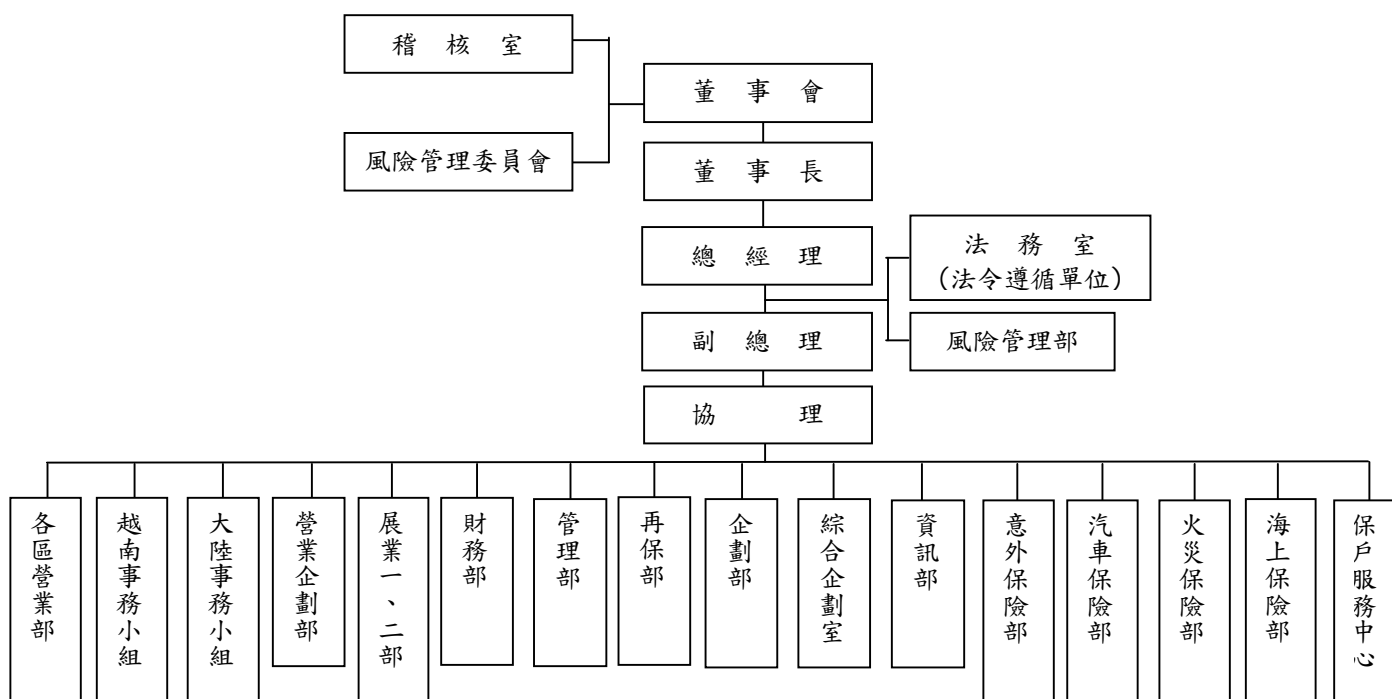 稽核室
董事會
風險管理委員會
董事長
總經理
法務室
(法令遵循單位)
副總理
風險管理部
協理
各區營業部
越南事務小組
大陸事務小組
營業企劃部
展業一、二部
財務部
管理部
再保部
企劃部
綜合企劃室
資訊部
意外保險部
汽車保險部
火災保險部
海上保險部
保戶服務中心